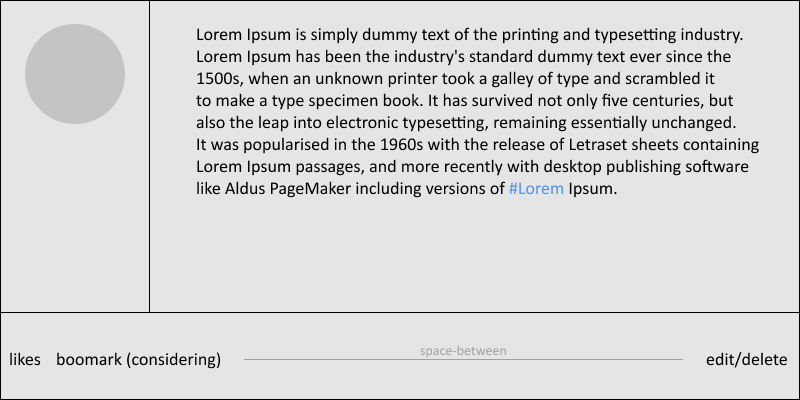 Lorem Ipsum is simply dummy text of the printing and typesetting industry.
Lorem Ipsum has been the industry's standard dummy text ever since the
1500s, when an unknown printer took a galley of type and scrambled it
to make a type specimen book. It has survived not only five centuries, but
also the leap into electronic typesetting, remaining essentially unchanged.
It was popularised in the 1960s with the release of Letraset sheets containing
Lorem Ipsum passages, and more recently with desktop publishing software
like Aldus PageMaker including versions of #Lorem Ipsum.
likes boomark (considering) space-between edit/delete